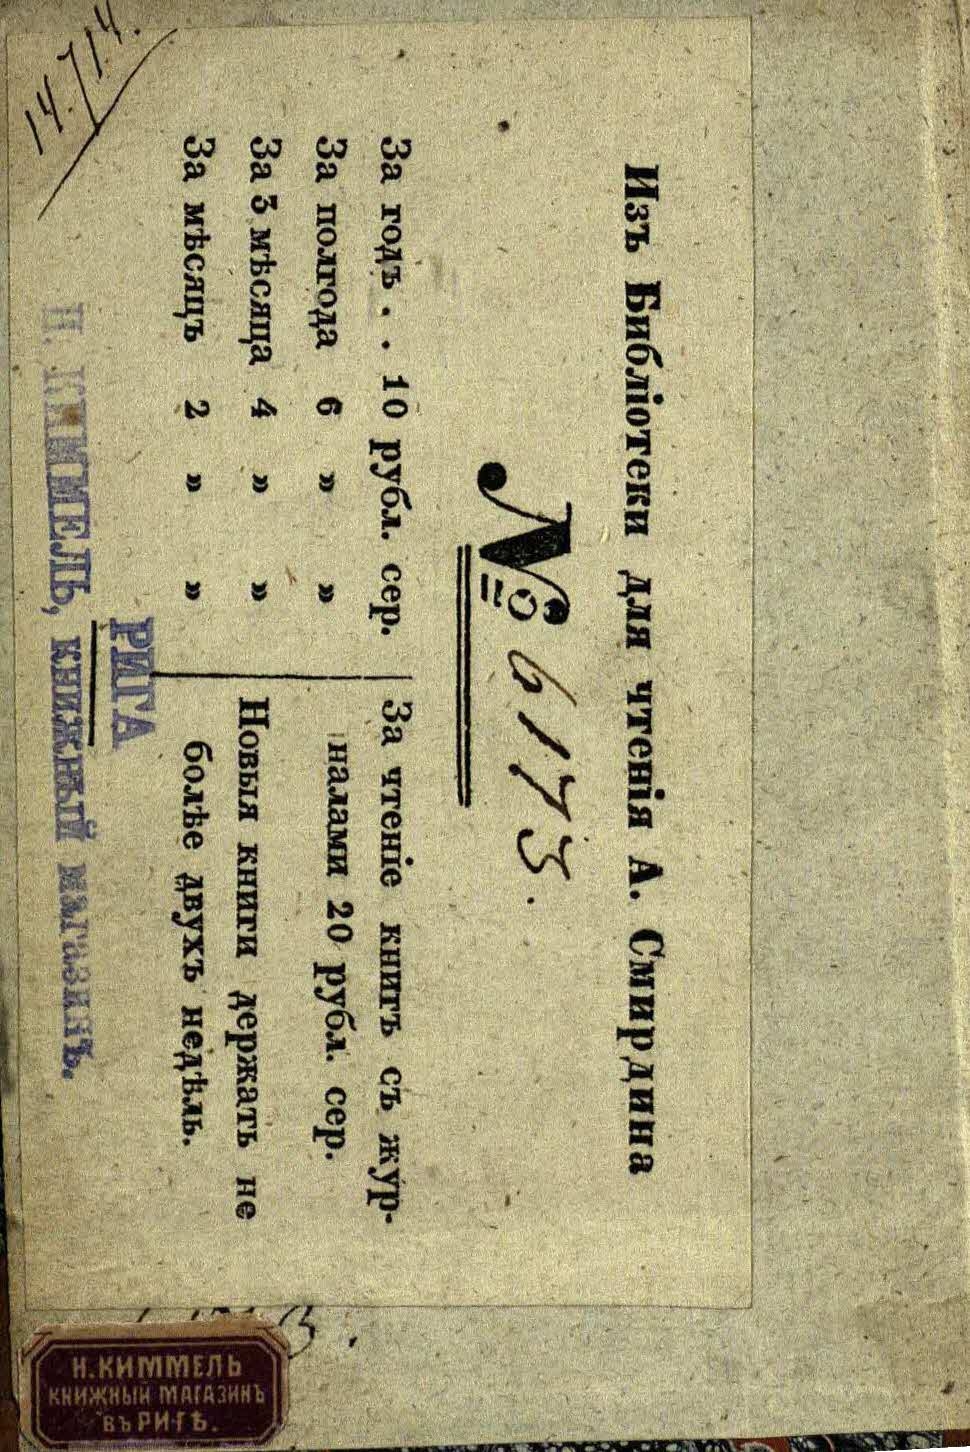 Изъ Библіотеки для чтенія А. Смирдина
№ 6173.
За годъ . . 10 рубл. сер.
За полгода 6 » »
За 3 мѣсяца 4 » »
За мѣсяцъ 2 » »
За чтеніе книгъ съ жур-
налами 20 рубл. сер.
Новыя книги держать не
болѣе двухъ недѣль.
РИГА
Н. КИММЕЛЬ, книжный магазинъ.
14.714.
Н. КИММЕЛЬ
КНИЖНЫЙ МАГАЗИНЪ
ВЪ РИГѢ.